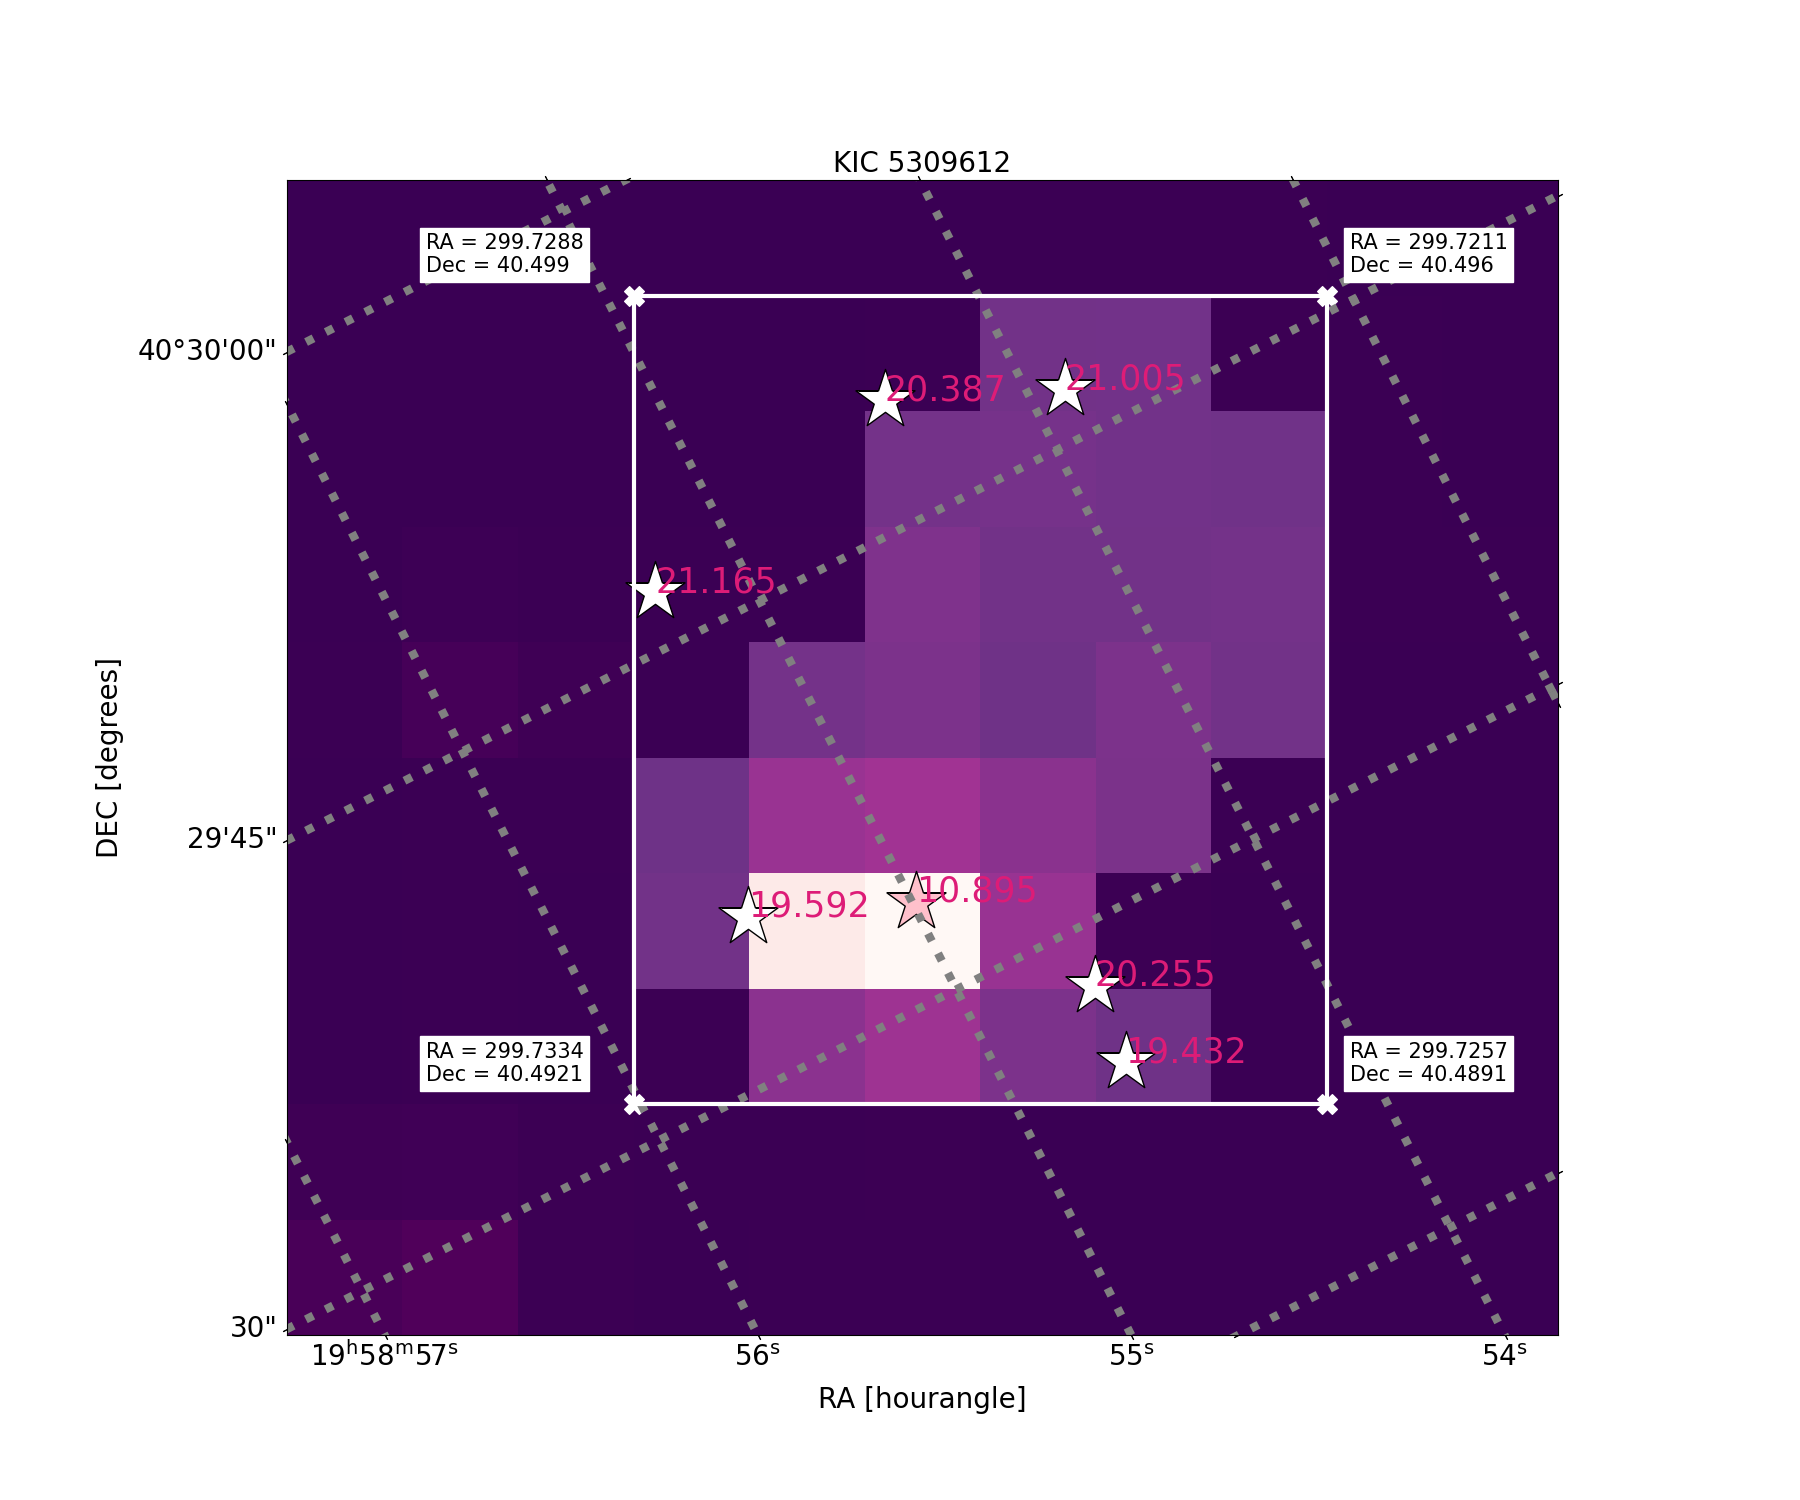 KIC 5309612
RA = 299.7288
Dec = 40.499
RA = 299.7211
Dec = 40.496
40°30'00"
20.387
21.005
21.165
DEC [degrees]
29'45"
19.592
10.895
20.255
19.432
RA = 299.7334
Dec = 40.4921
RA = 299.7257
Dec = 40.4891
30"
19ʰ58ᵐ57ˢ
56ˢ
55ˢ
54ˢ
RA [hourangle]